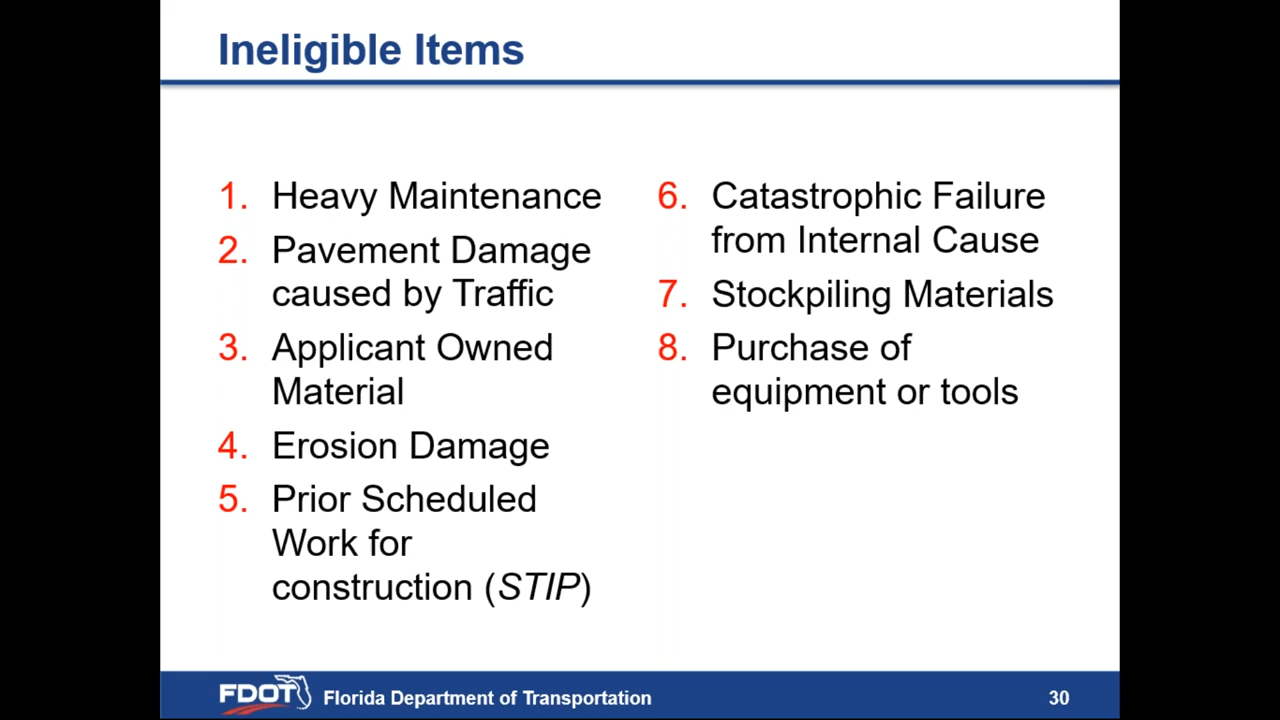 Ineligible Items
1. Heavy Maintenance
2. Pavement Damage
caused by Traffic
3. Applicant Owned
Material
4. Erosion Damage
5. Prior Scheduled
Work for
construction (STIP)
6. Catastrophic Failure
from Internal Cause
7. Stockpiling Materials
8. Purchase of
equipment or tools
FDOT Florida Department of Transportation
30